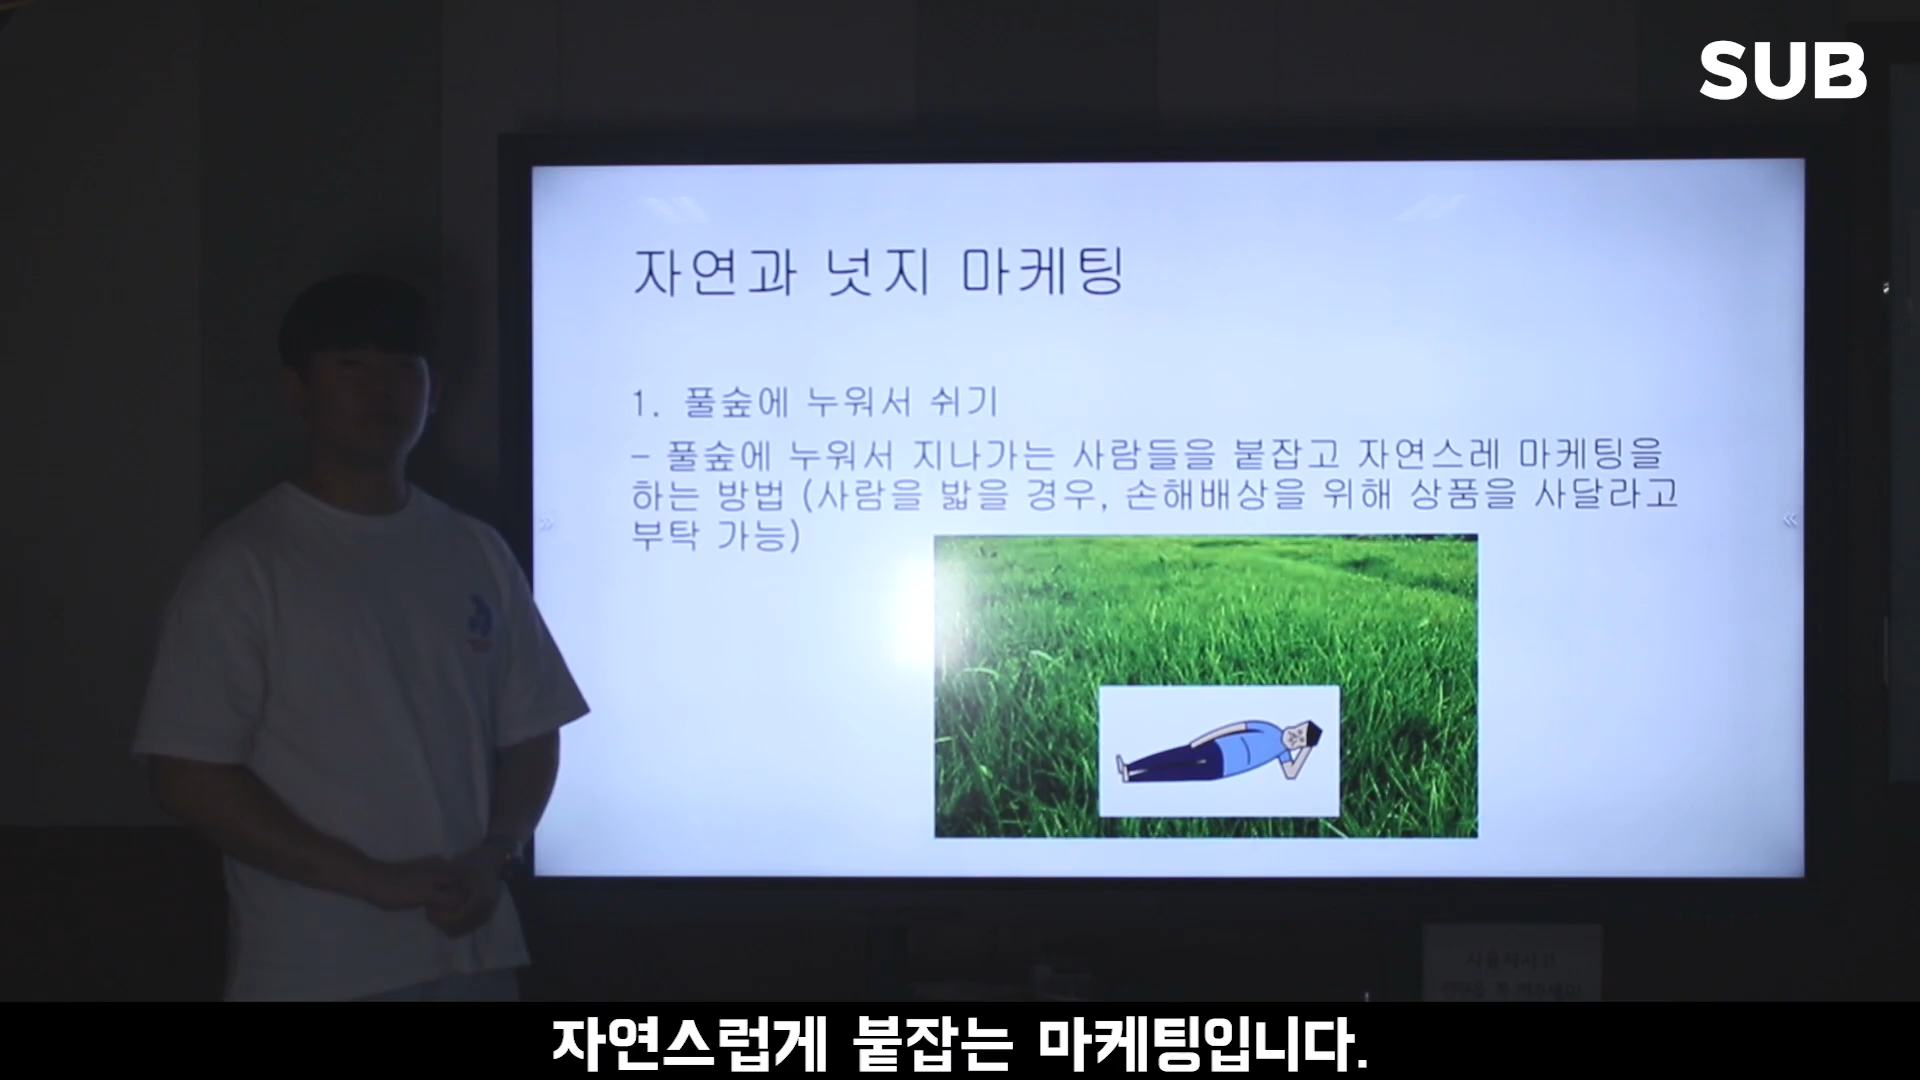 SUB
자연과 넛지 마케팅
1. 풀숲에 누워서 쉬기
- 풀숲에 누워서 지나가는 사람들을 붙잡고 자연스레 마케팅을
하는 방법 (사람을 밟을 경우, 손해배상을 위해 상품을 사달라고
부탁 가능)
자연스럽게 붙잡는 마케팅입니다.